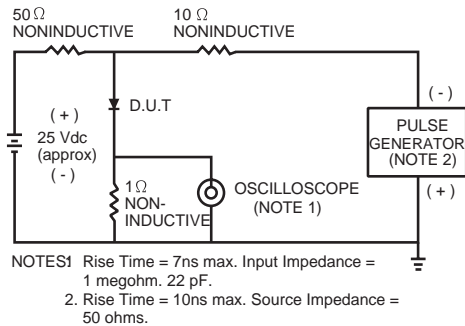 50 Ω
NONINDUCTIVE
10 Ω
NONINDUCTIVE
D.U.T
( + )
25 Vdc
(approx)
( - )
1 Ω
NON-
INDUCTIVE
OSCILLOSCOPE
(NOTE 1)
( - )
PULSE
GENERATOR
(NOTE 2)
( + )
NOTES1 Rise Time = 7ns max. Input Impedance =
1 megohm. 22 pF.
2. Rise Time = 10ns max. Source Impedance =
50 ohms.